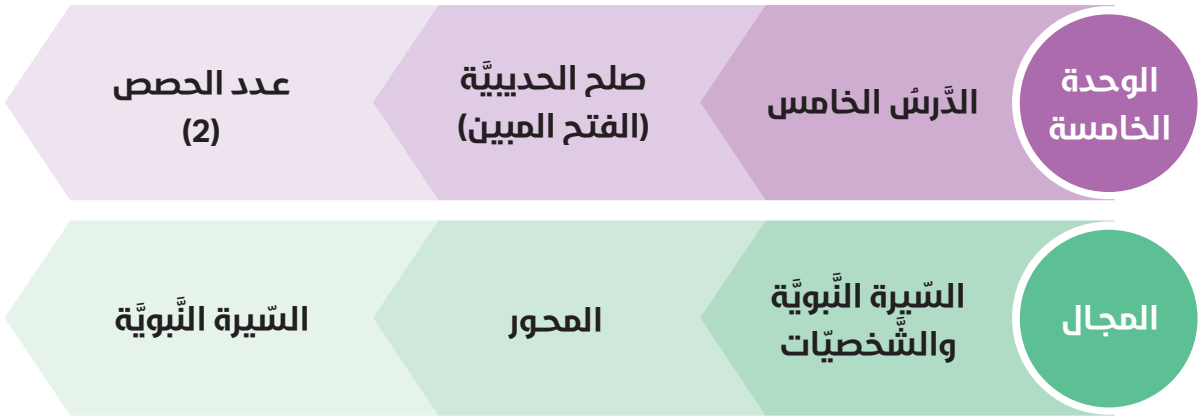 الوحدة
الخامسة
الدَّرسُ الخامس
صلح الحديبيَّة
(الفتح المبين)
عدد الحصص
(2)
المجال
السّيرة النَّبويَّة
والشَّخصيّات
المحور
السّيرة النَّبويَّة